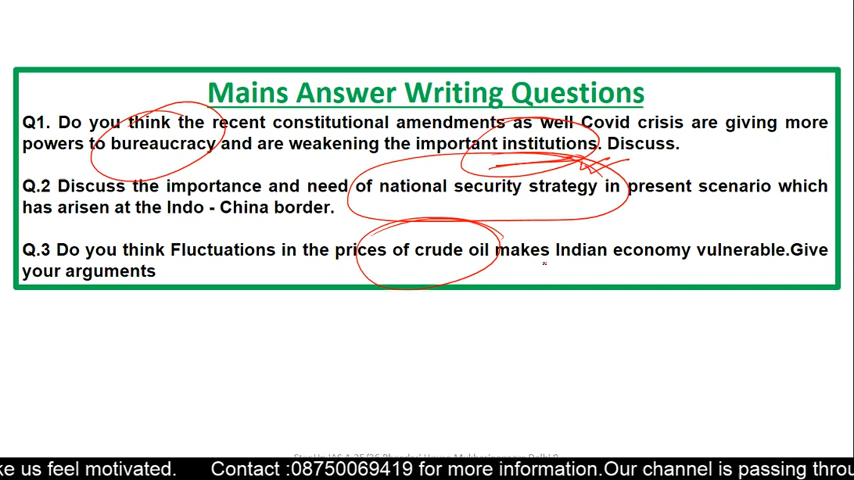 Mains Answer Writing Questions
Q1. Do you think the recent constitutional amendments as well Covid crisis are giving more
powers to bureaucracy and are weakening the important institutions. Discuss.
Q.2 Discuss the importance and need of national security strategy in present scenario which
has arisen at the Indo - China border.
Q.3 Do you think Fluctuations in the prices of crude oil makes Indian economy vulnerable.Give
your arguments
ke us feel motivated. Contact :08750069419 for more information.Our channel is passing throu